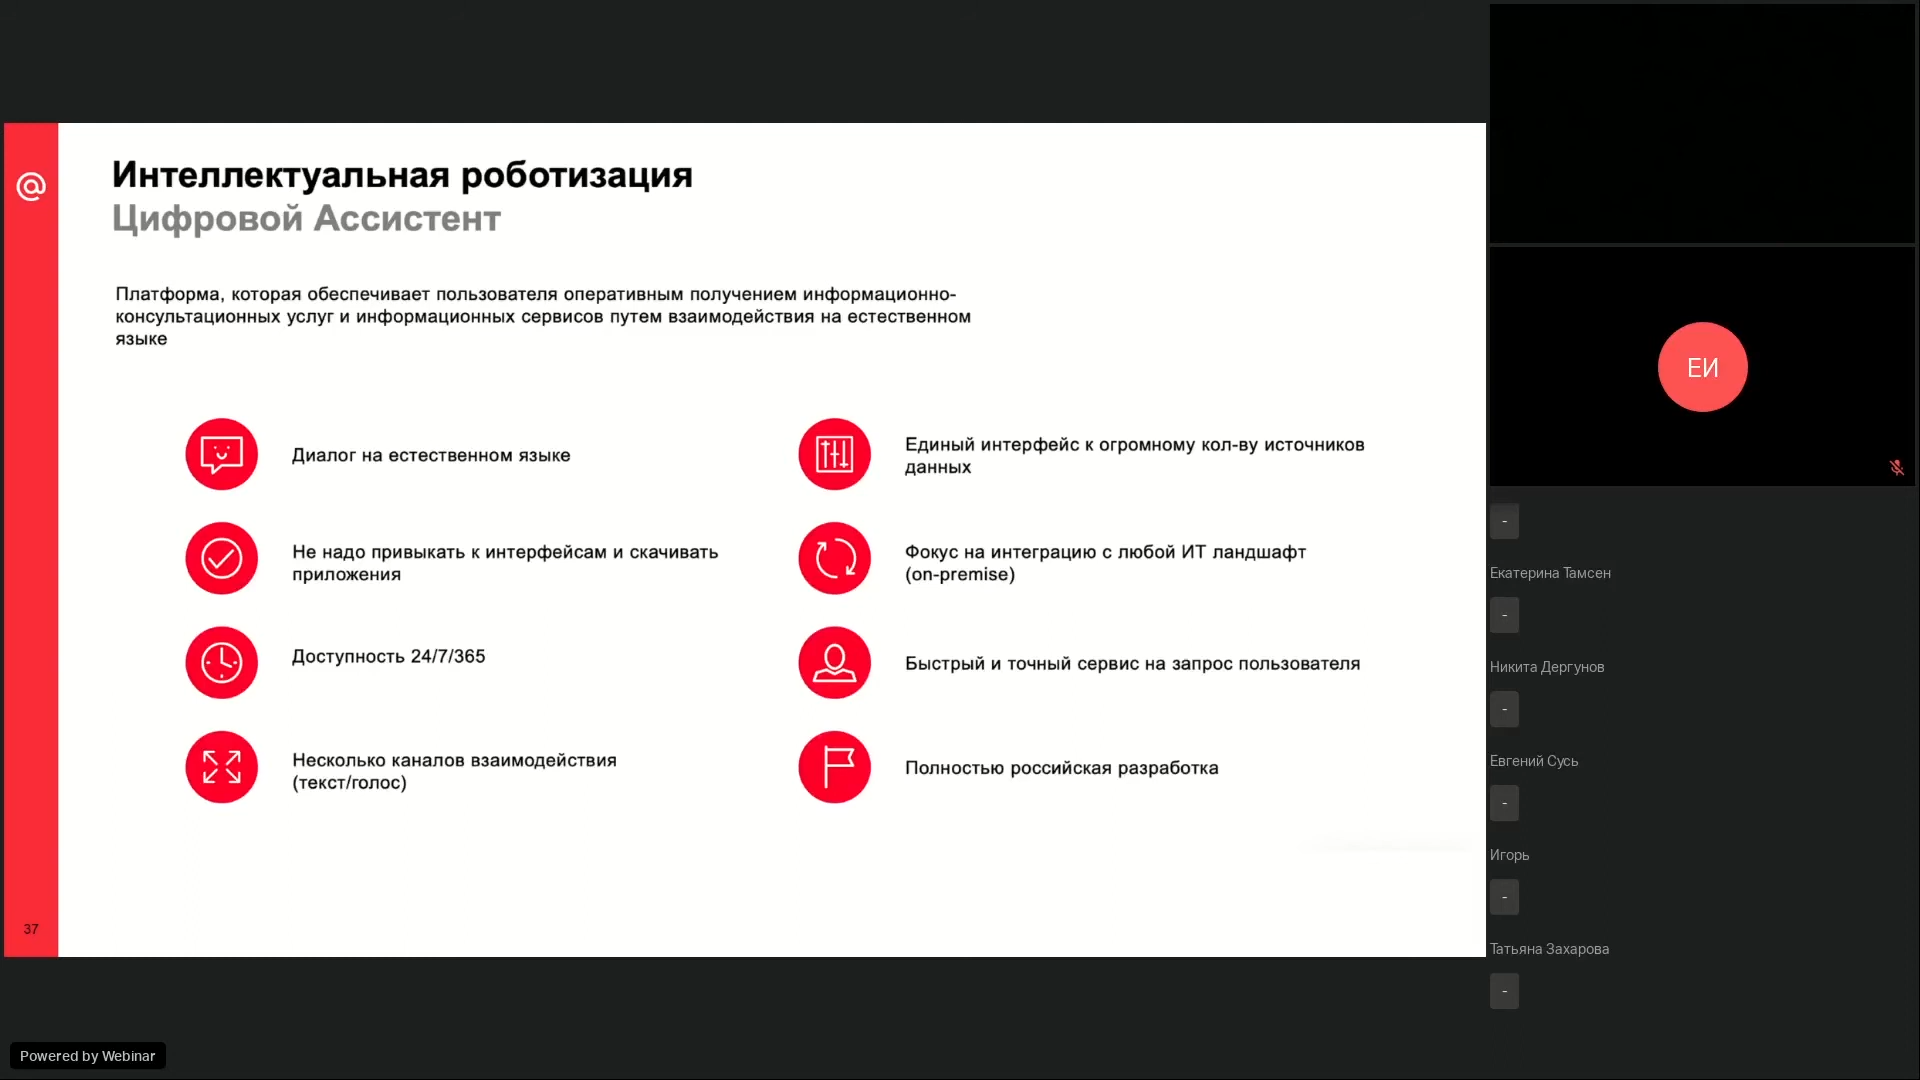 @
Интеллектуальная роботизация
Цифровой Ассистент
Платформа, которая обеспечивает пользователя оперативным получением информационно-
консультационных услуг и информационных сервисов путем взаимодействия на естественном
языке
Диалог на естественном языке
Не надо привыкать к интерфейсам и скачивать
приложения
Доступность 24/7/365
Несколько каналов взаимодействия
(текст/голос)
Единый интерфейс к огромному кол-ву источников
данных
Фокус на интеграцию с любой ИТ ландшафт
(on-premise)
Быстрый и точный сервис на запрос пользователя
Полностью российская разработка
37
ЕИ
-
Екатерина Тамсен
-
Никита Дергунов
-
Евгений Сусь
-
Игорь
-
Татьяна Захарова
-
Powered by Webinar